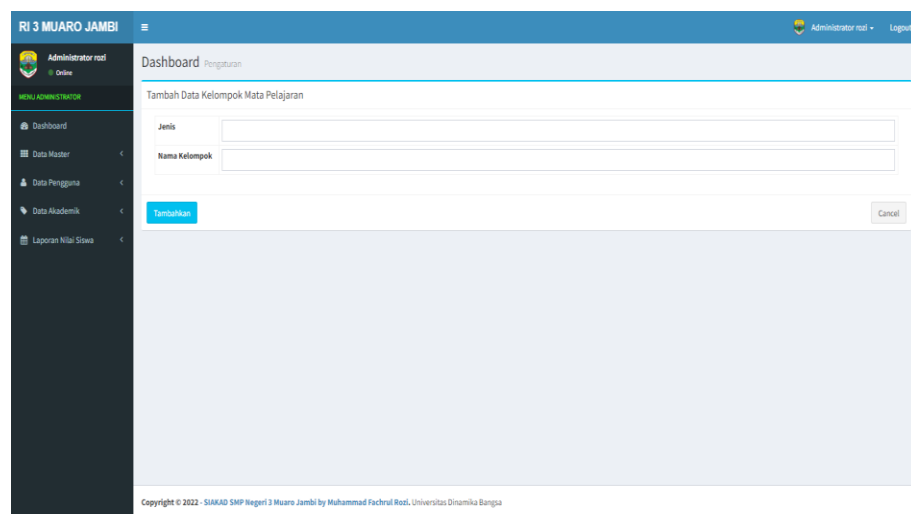 RI 3 MUARO JAMBI
Administrator rozi
Logout
Administrator rozi
Online
MENU ADMINISTRATOR
Dashboard
Data Master
Data Pengguna
Data Akademik
Laporan Nilai Siswa
Dashboard Pengaturan
Tambah Data Kelompok Mata Pelajaran
Jenis
Nama Kelompok
Tambahkan
Cancel
Copyright © 2022 - SIAKAD SMP Negeri 3 Muaro Jambi by Muhammad Fachrul Rozi. Universitas Dinamika Bangsa